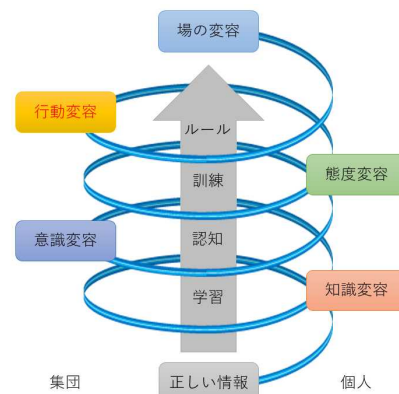 場の変容
行動変容
ルール
訓練
態度変容
意識変容
認知
知識変容
学習
集団
正しい情報
個人